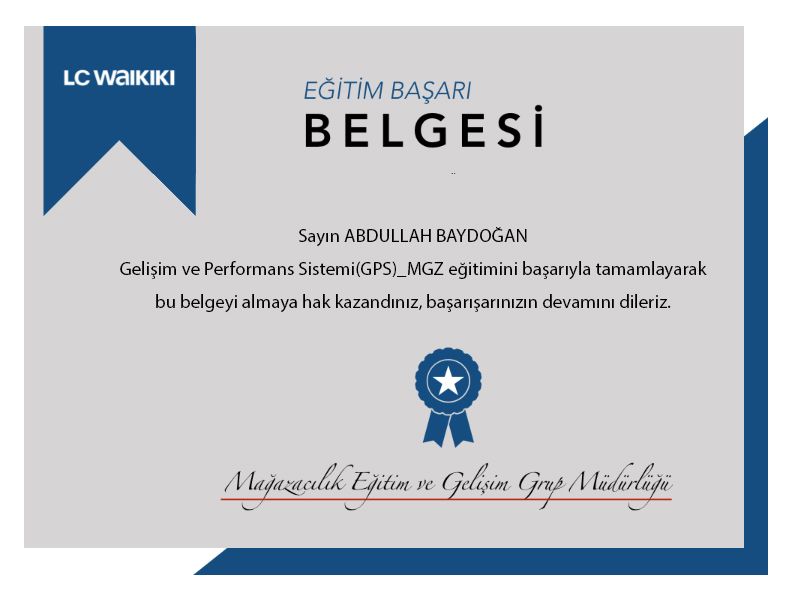 LC WAIKIKI
EĞİTİM BAŞARI
BELGESİ
Sayın ABDULLAH BAYDOĞAN
Gelişim ve Performans Sistemi(GPS)_MGZ eğitimini başarıyla tamamlayarak
bu belgeyi almaya hak kazandınız, başarışarınızın devamını dileriz.
Mağazacılık Eğitim ve Gelişim Grup Müdürlüğü